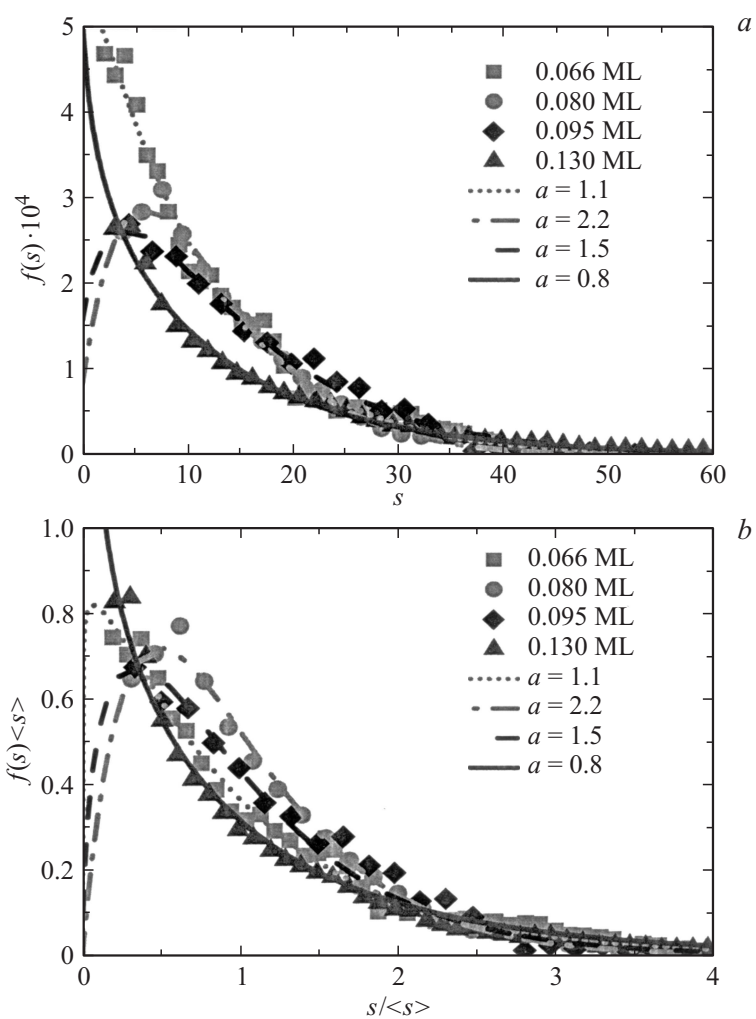 a
5
4
3
2
1
0
f(s)·10⁴
0.066 ML
0.080 ML
0.095 ML
0.130 ML
a = 1.1
a = 2.2
a = 1.5
a = 0.8
0 10 20 30 40 50 60
s
b
1.0
0.8
0.6
0.4
0.2
0
f(s)<s>
0.066 ML
0.080 ML
0.095 ML
0.130 ML
a = 1.1
a = 2.2
a = 1.5
a = 0.8
0 1 2 3 4
s/<s>